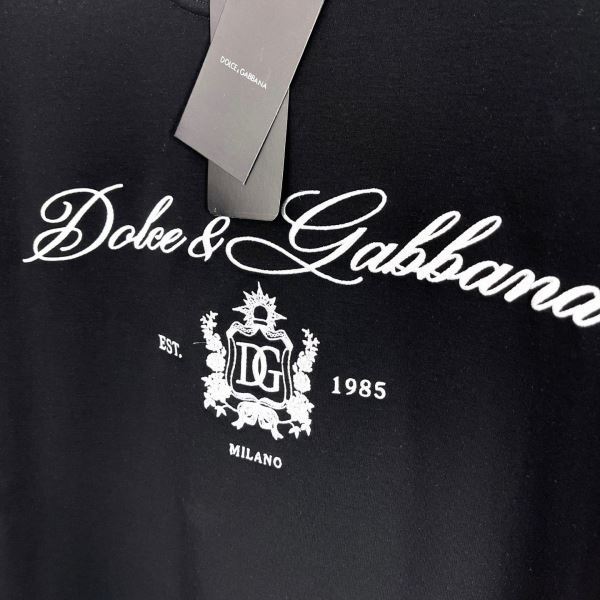 DOLCE & GABBANA
Dolce & Gabbana
EST.
DG
1985
MILANO